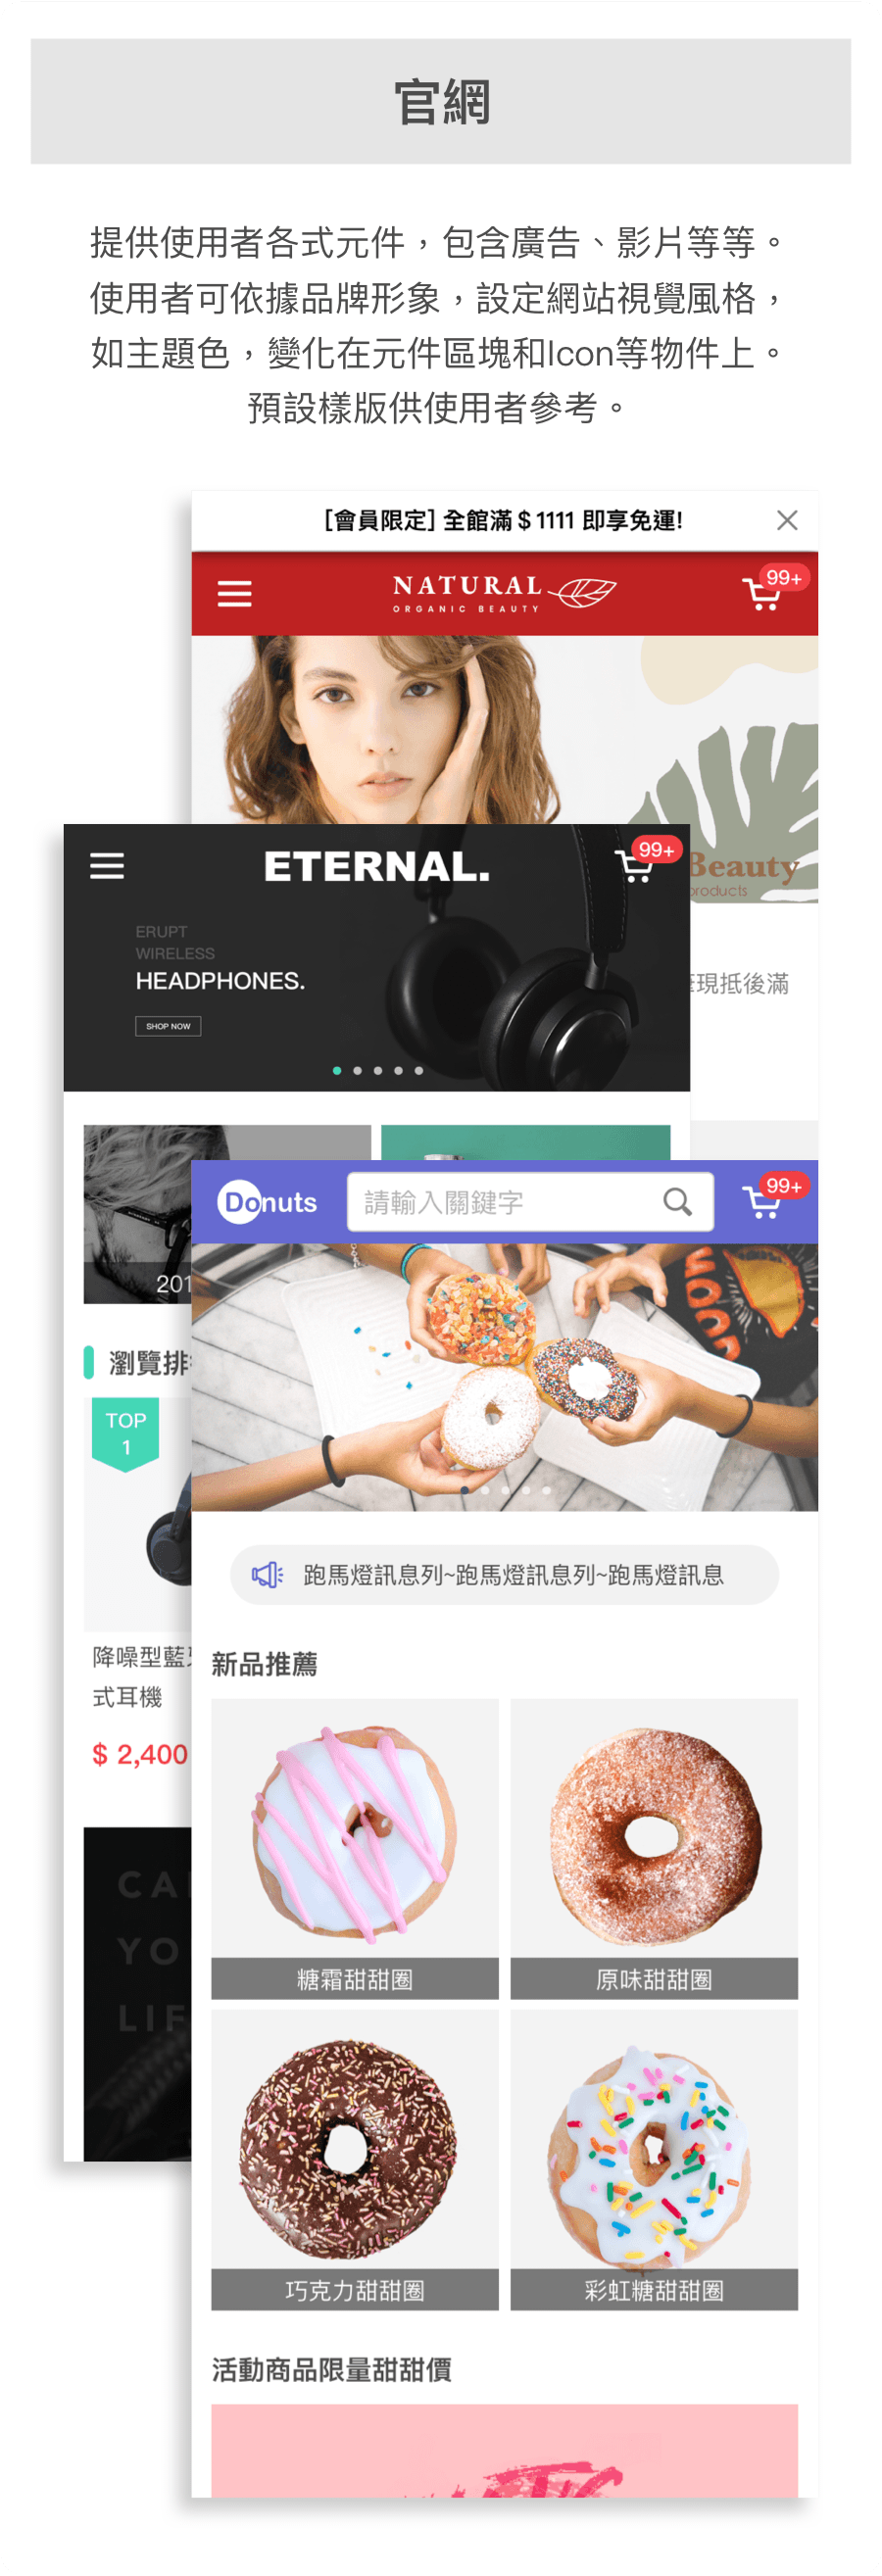 官網
提供使用者各式元件，包含廣告、影片等等。
使用者可依據品牌形象，設定網站視覺風格，
如主題色，變化在元件區塊和Icon等物件上。
預設樣版供使用者參考。
[會員限定] 全館滿 $ 1111 即享免運!
NATURAL
ORGANIC BEAUTY
99+
Beauty
products
現抵後滿
ETERNAL.
99+
ERUPT
WIRELESS
HEADPHONES.
SHOP NOW
201
瀏覽排
TOP
1
降噪型藍
式耳機
$ 2,400
CA
YO
LIF
Donuts
請輸入關鍵字
99+
跑馬燈訊息列~跑馬燈訊息列~跑馬燈訊息
新品推薦
糖霜甜甜圈
原味甜甜圈
巧克力甜甜圈
彩虹糖甜甜圈
活動商品限量甜甜價